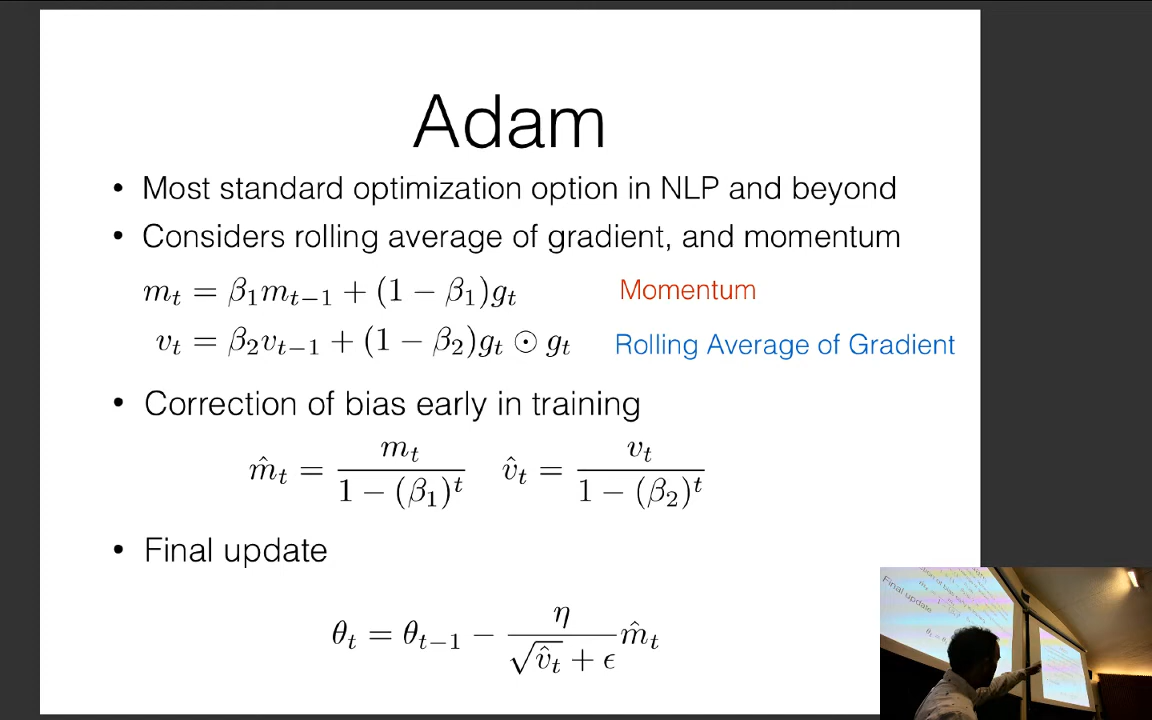 Adam
• Most standard optimization option in NLP and beyond
• Considers rolling average of gradient, and momentum
m_t = β_1 m_{t−1} + (1 − β_1)g_t Momentum
v_t = β_2 v_{t−1} + (1 − β_2)g_t ⊙ g_t Rolling Average of Gradient
• Correction of bias early in training
m̂_t = m_t / (1 − (β_1)^t) v̂_t = v_t / (1 − (β_2)^t)
• Final update
θ_t = θ_{t−1} − η / (√v̂_t + ϵ) m̂_t
Final update